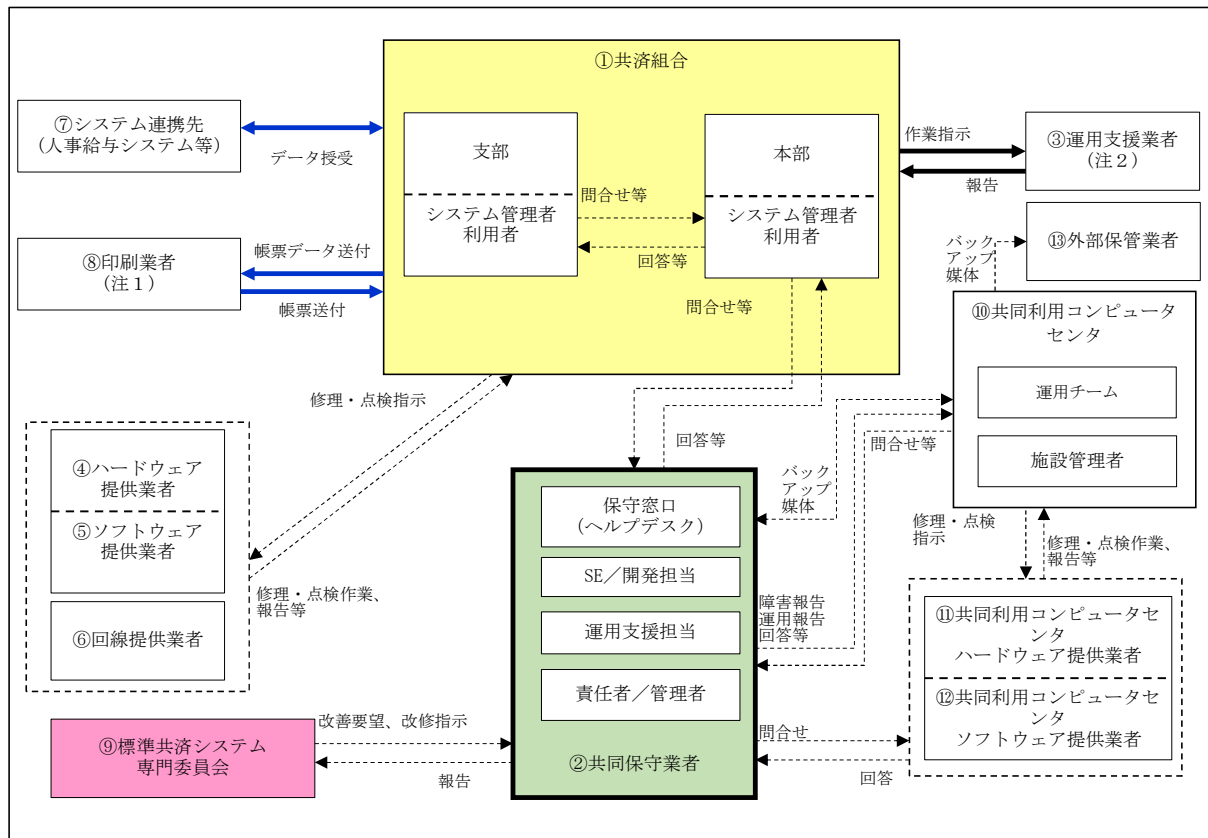 ①共済組合
⑦システム連携先
(人事給与システム等)
データ授受
支部
システム管理者
利用者
問合せ等
回答等
本部
システム管理者
利用者
作業指示
報告
③運用支援業者
(注２)
⑧印刷業者
(注１)
帳票データ送付
帳票送付
問合せ等
バック
アップ
媒体
⑬外部保管業者
⑩共同利用コンピュータ
センタ
運用チーム
施設管理者
修理・点検指示
回答等
問合せ等
④ハードウェア
提供業者
⑤ソフトウェア
提供業者
⑥回線提供業者
修理・点検作業、
報告等
保守窓口
(ヘルプデスク)
SE／開発担当
運用支援担当
責任者／管理者
②共同保守業者
バック
アップ
媒体
障害報告
運用報告
回答等
修理・点検
指示
修理・点検作業、
報告等
⑪共同利用コンピュータセ
ンタ
ハードウェア提供業者
⑫共同利用コンピュータセ
ンタ
ソフトウェア提供業者
⑨標準共済システム
専門委員会
改善要望、改修指示
報告
問合せ
回答